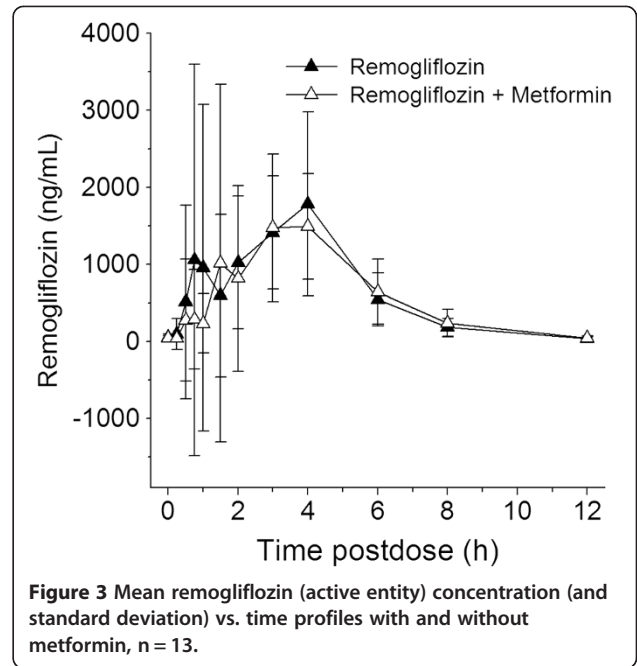 4000
3000
2000
1000
0
-1000
Remogliflozin (ng/mL)
Remogliflozin
Remogliflozin + Metformin
0 2 4 6 8 10 12
Time postdose (h)
Figure 3 Mean remogliflozin (active entity) concentration (and
standard deviation) vs. time profiles with and without
metformin, n = 13.